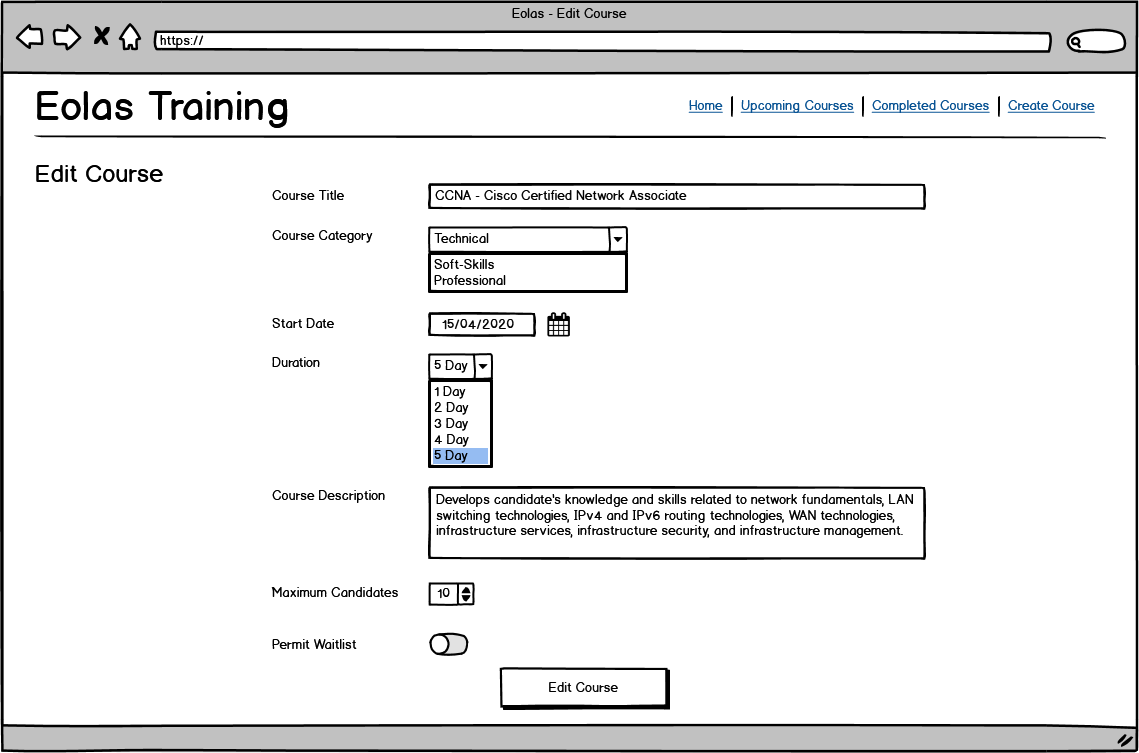 Eolas - Edit Course
https://
Eolas Training
Home Upcoming Courses Completed Courses Create Course
Edit Course
Course Title CCNA - Cisco Certified Network Associate
Course Category Technical
Soft-Skills
Professional
Start Date 15/04/2020
Duration 5 Day
1 Day
2 Day
3 Day
4 Day
5 Day
Course Description Develops candidate's knowledge and skills related to network fundamentals, LAN
switching technologies, IPv4 and IPv6 routing technologies, WAN technologies,
infrastructure services, infrastructure security, and infrastructure management.
Maximum Candidates 10
Permit Waitlist
Edit Course